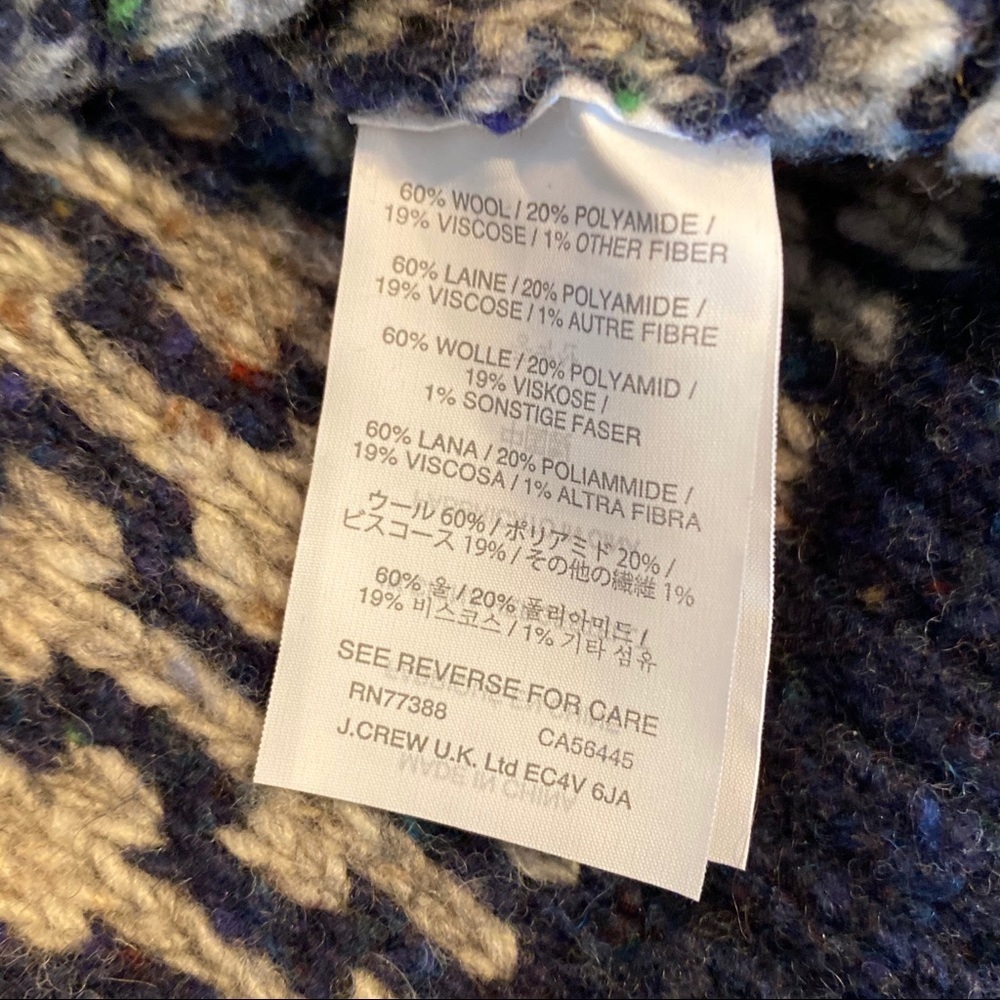 60% WOOL / 20% POLYAMIDE /
19% VISCOSE / 1% OTHER FIBER
60% LAINE / 20% POLYAMIDE /
19% VISCOSE / 1% AUTRE FIBRE
60% WOLLE / 20% POLYAMID /
19% VISKOSE /
1% SONSTIGE FASER
60% LANA / 20% POLIAMMIDE /
19% VISCOSA / 1% ALTRA FIBRA
ウール 60% / ポリアミド 20% /
ビスコース 19% / その他の繊維 1%
60% 울 / 20% 폴리아미드 /
19% 비스코스 / 1% 기타 섬유
SEE REVERSE FOR CARE
RN77388 CA56445
J.CREW U.K. Ltd EC4V 6JA
MADE IN CHINA